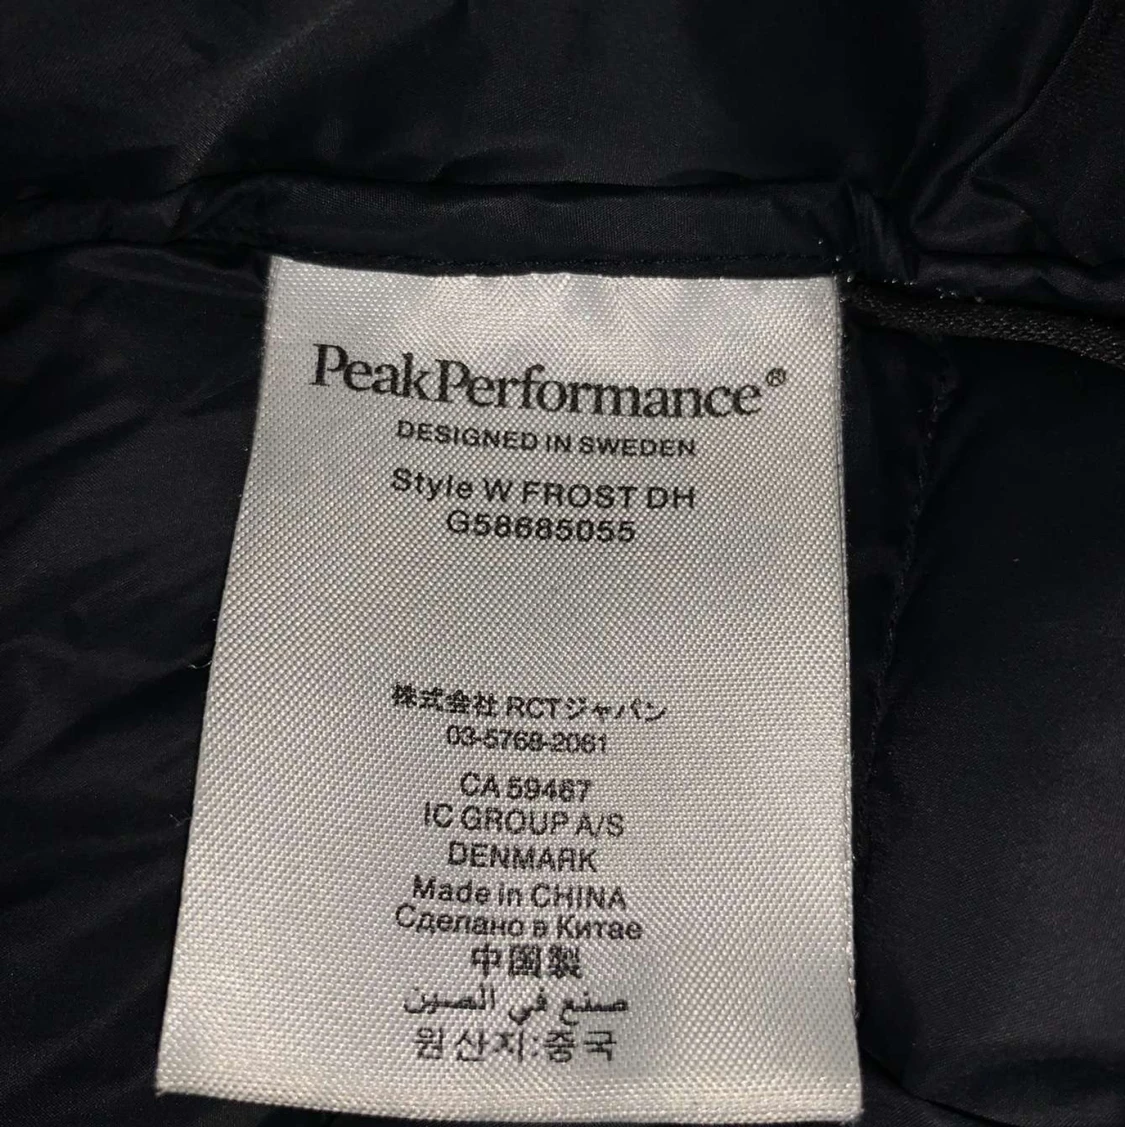 PeakPerformance®
DESIGNED IN SWEDEN
Style W FROST DH
G58685055
株式会社 RCTジャパン
03-5768-2061
CA 59467
IC GROUP A/S
DENMARK
Made in CHINA
Сделано в Китае
中国製
صنع في الصين
원산지:중국